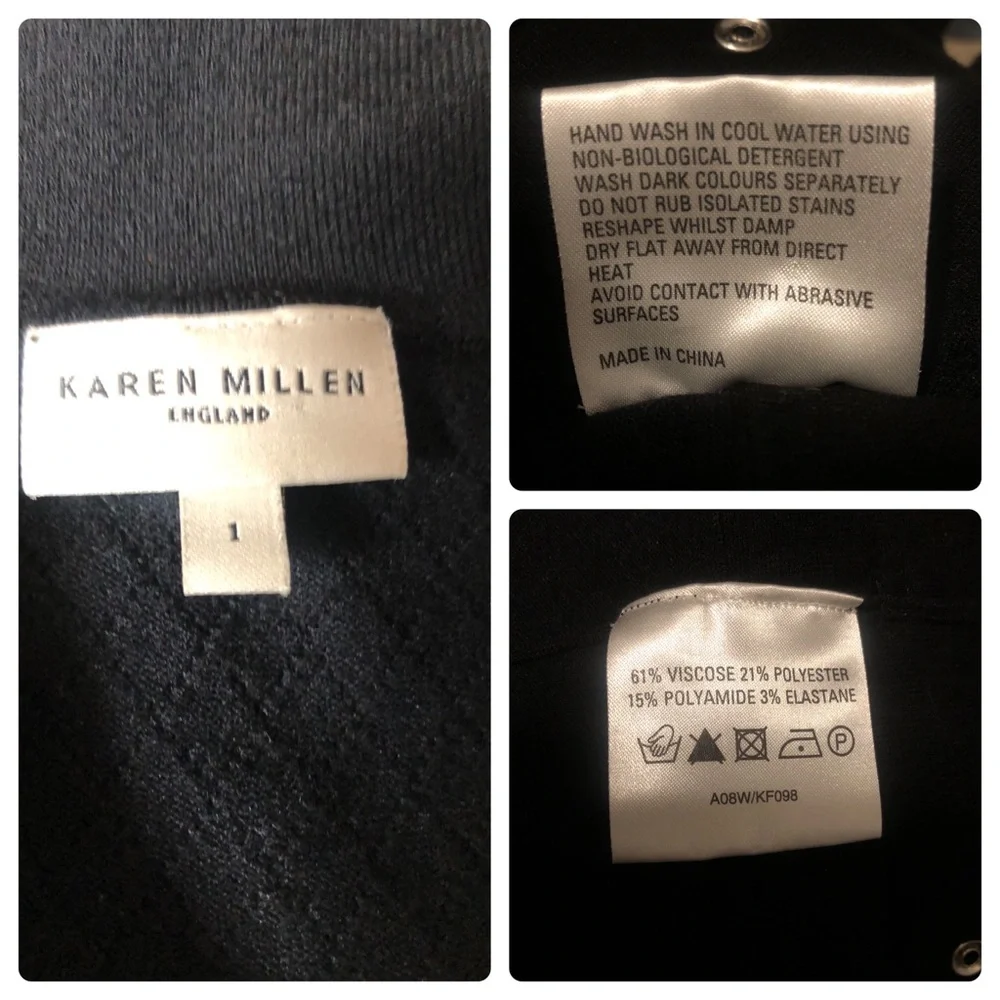 KAREN MILLEN
ENGLAND
1
HAND WASH IN COOL WATER USING
NON-BIOLOGICAL DETERGENT
WASH DARK COLOURS SEPARATELY
DO NOT RUB ISOLATED STAINS
RESHAPE WHILST DAMP
DRY FLAT AWAY FROM DIRECT
HEAT
AVOID CONTACT WITH ABRASIVE
SURFACES
MADE IN CHINA
61% VISCOSE 21% POLYESTER
15% POLYAMIDE 3% ELASTANE
P
A08W/KF098